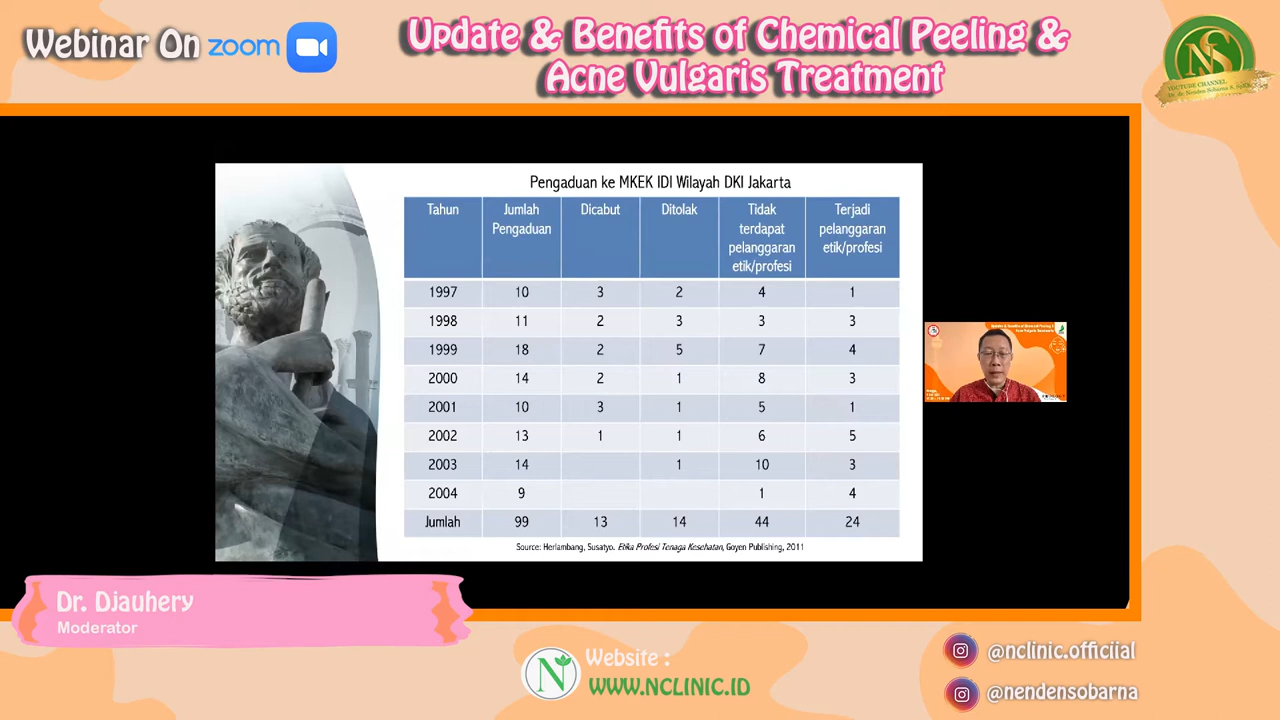 Webinar On zoom
Update & Benefits of Chemical Peeling &
Acne Vulgaris Treatment
NS
YOUTUBE CHANNEL
Pengaduan ke MKEK IDI Wilayah DKI Jakarta
Tahun Jumlah Pengaduan Dicabut Ditolak Tidak terdapat pelanggaran etik/profesi Terjadi pelanggaran etik/profesi
1997 10 3 2 4 1
1998 11 2 3 3 3
1999 18 2 5 7 4
2000 14 2 1 8 3
2001 10 3 1 5 1
2002 13 1 1 6 5
2003 14 1 10 3
2004 9 1 4
Jumlah 99 13 14 44 24
Source: Herlambang, Susatyo. Etika Profesi Tenaga Kesehatan, Goyen Publishing, 2011
Dr. Djauhery
Moderator
N
Website :
WWW.NCLINIC.ID
@nclinic.officiial
@nendensobarna